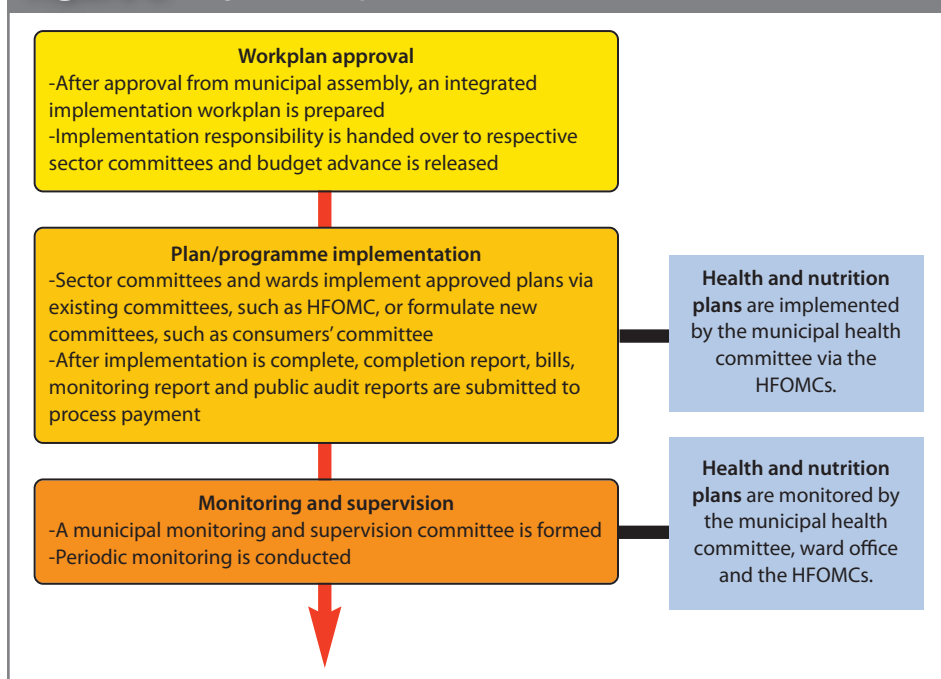 Workplan approval
-After approval from municipal assembly, an integrated
implementation workplan is prepared
-Implementation responsibility is handed over to respective
sector committees and budget advance is released
Plan/programme implementation
-Sector committees and wards implement approved plans via
existing committees, such as HFOMC, or formulate new
committees, such as consumers’ committee
-After implementation is complete, completion report, bills,
monitoring report and public audit reports are submitted to
process payment
Health and nutrition
plans are implemented
by the municipal health
committee via the
HFOMCs.
Monitoring and supervision
-A municipal monitoring and supervision committee is formed
-Periodic monitoring is conducted
Health and nutrition
plans are monitored by
the municipal health
committee, ward office
and the HFOMCs.